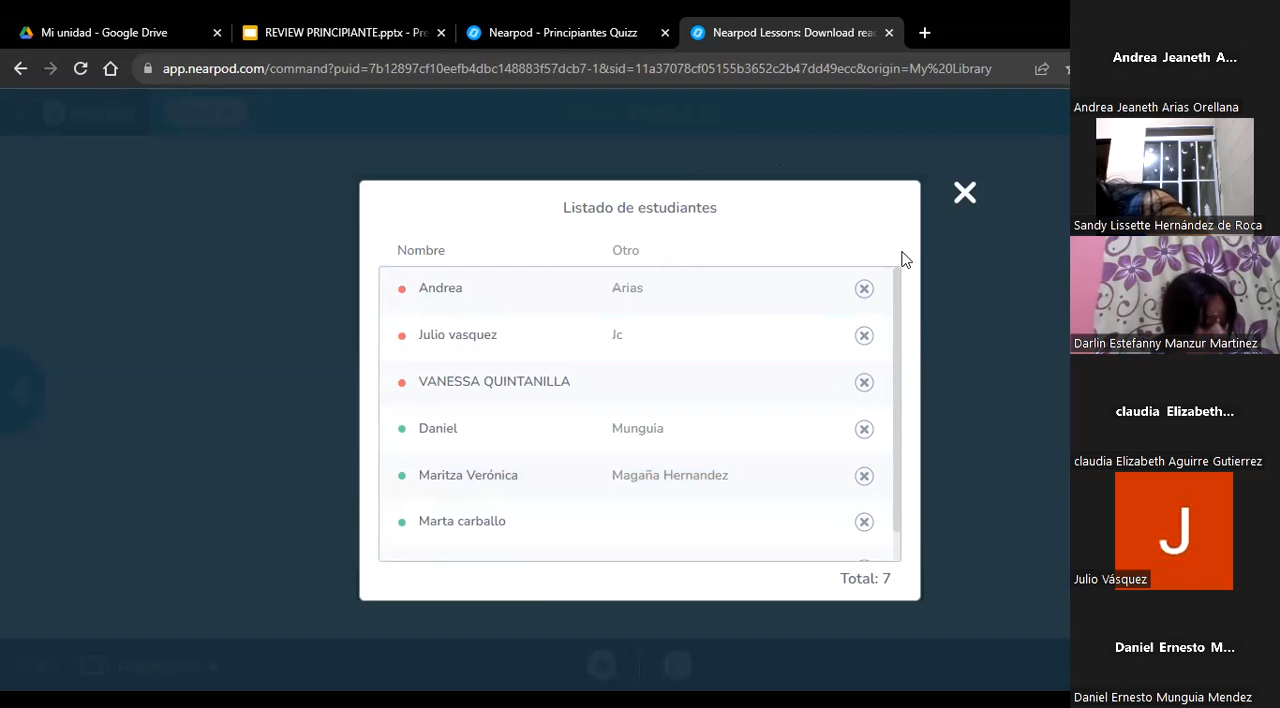 Mi unidad - Google Drive
REVIEW PRINCIPIANTE.pptx - Pre
Nearpod - Principiantes Quizz
Nearpod Lessons: Download rea
app.nearpod.com/command?puid=7b12897cf10eefb4dbc148883f57dcb7-1&sid=11a37078cf05155b3652c2b47dd49ecc&origin=My%20Library
Listado de estudiantes
Nombre Otro
Andrea Arias
Julio vasquez Jc
VANESSA QUINTANILLA
Daniel Munguia
Maritza Verónica Magaña Hernandez
Marta carballo
Total: 7
Andrea Jeaneth A...
Andrea Jeaneth Arias Orellana
Sandy Lissette Hernández de Roca
Darlin Estefanny Manzur Martinez
claudia Elizabeth...
claudia Elizabeth Aguirre Gutierrez
J
Julio Vásquez
Daniel Ernesto M...
Daniel Ernesto Munguia Mendez